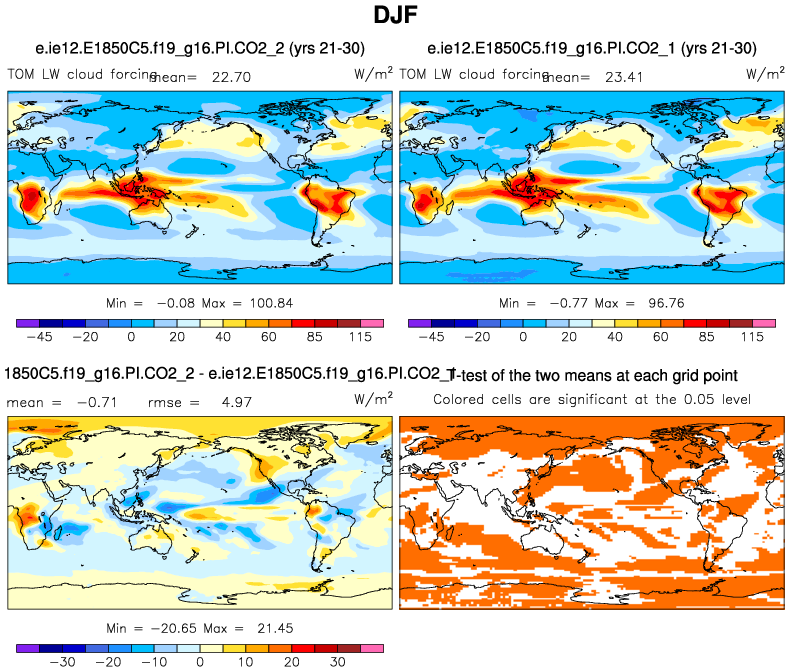 DJF
e.ie12.E1850C5.f19_g16.PI.CO2_2 (yrs 21-30)
TOM LW cloud forcing mean= 22.70 W/m2
Min = -0.08 Max = 100.84
-45 -20 0 20 40 60 85 115
e.ie12.E1850C5.f19_g16.PI.CO2_1 (yrs 21-30)
TOM LW cloud forcing mean= 23.41 W/m2
Min = -0.77 Max = 96.76
-45 -20 0 20 40 60 85 115
1850C5.f19_g16.PI.CO2_2 - e.ie12.E1850C5.f19_g16.PI.CO2_1
mean = -0.71 rmse = 4.97 W/m2
Min = -20.65 Max = 21.45
-30 -20 -10 0 10 20 30
T-test of the two means at each grid point
Colored cells are significant at the 0.05 level